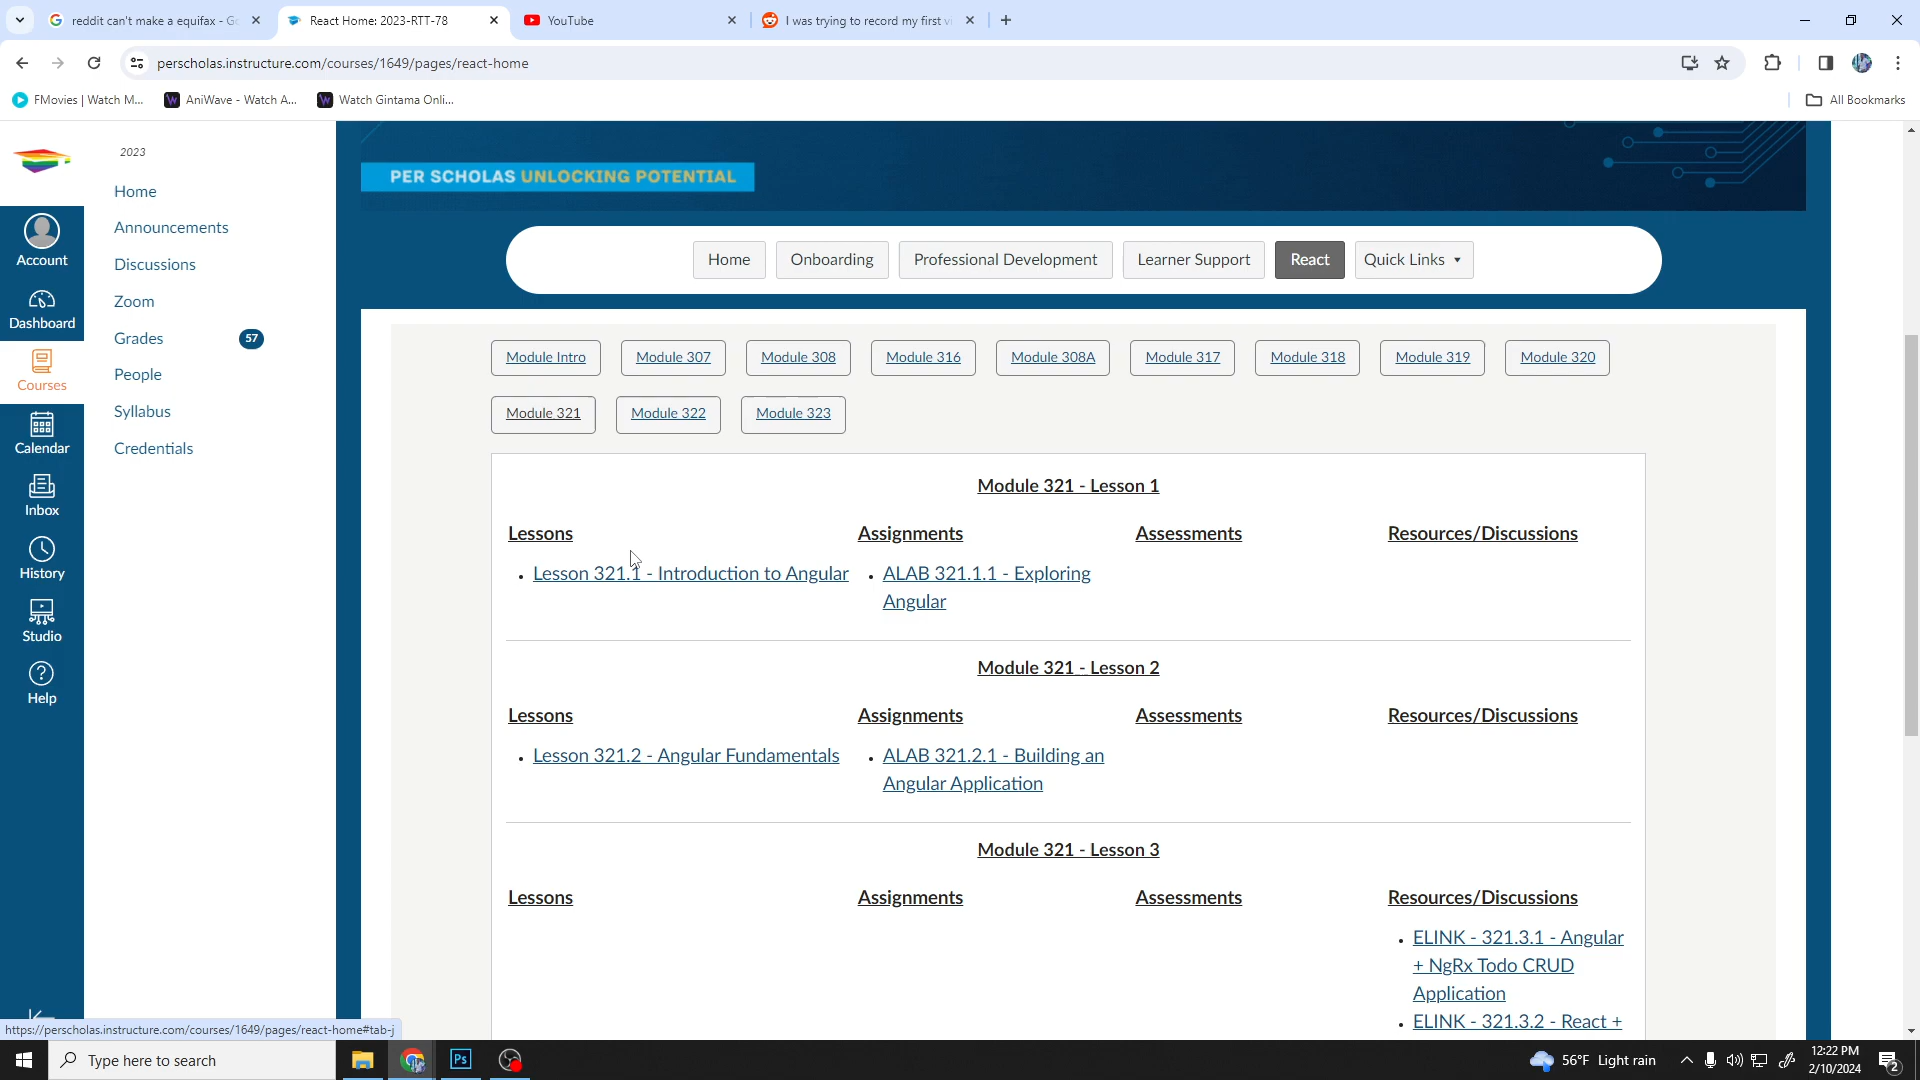 reddit can't make a equifax - Go
React Home: 2023-RTT-78
YouTube
I was trying to record my first v
perscholas.instructure.com/courses/1649/pages/react-home
FMovies | Watch M...
AniWave - Watch A...
Watch Gintama Onli...
All Bookmarks
Account
Dashboard
Courses
Calendar
Inbox
History
Studio
Help
2023
Home
Announcements
Discussions
Zoom
Grades 57
People
Syllabus
Credentials
PER SCHOLAS UNLOCKING POTENTIAL
Home Onboarding Professional Development Learner Support React Quick Links
Module Intro Module 307 Module 308 Module 316 Module 308A Module 317 Module 318 Module 319 Module 320
Module 321 Module 322 Module 323
Module 321 - Lesson 1
Lessons Assignments Assessments Resources/Discussions
Lesson 321.1 - Introduction to Angular
ALAB 321.1.1 - Exploring
Angular
Module 321 - Lesson 2
Lessons Assignments Assessments Resources/Discussions
Lesson 321.2 - Angular Fundamentals
ALAB 321.2.1 - Building an
Angular Application
Module 321 - Lesson 3
Lessons Assignments Assessments Resources/Discussions
ELINK - 321.3.1 - Angular
+ NgRx Todo CRUD
Application
ELINK - 321.3.2 - React +
https://perscholas.instructure.com/courses/1649/pages/react-home#tab-j
Type here to search
Ps
56°F Light rain
12:22 PM
2/10/2024
2